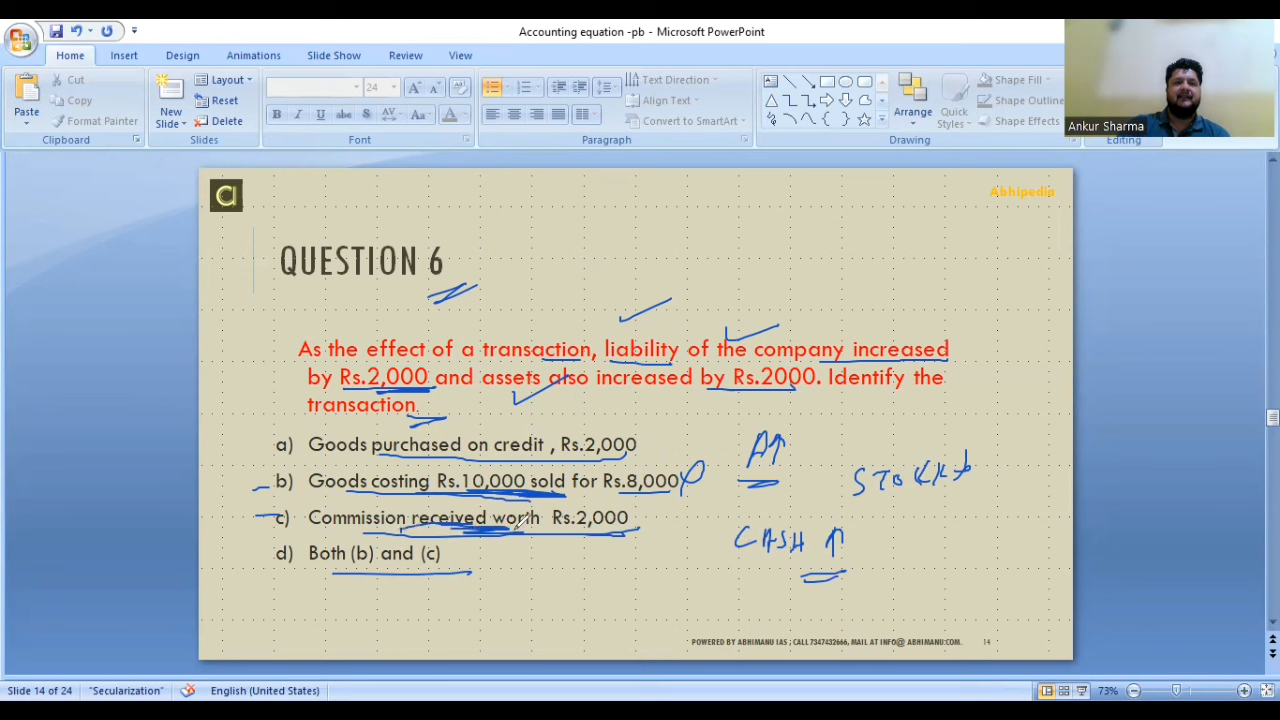 Accounting equation -pb - Microsoft PowerPoint
Home Insert Design Animations Slide Show Review View
Cut
Copy
Format Painter
Paste
Clipboard
New
Slide
Layout
Reset
Delete
Slides
24
B I U abc S AV Aa A
Font
Text Direction
Align Text
Convert to SmartArt
Paragraph
Arrange
Quick
Styles
Shape Fill
Shape Outline
Shape Effects
Drawing
Editing
Ankur Sharma
a
Abhipedia
QUESTION 6
As the effect of a transaction, liability of the company increased
by Rs.2,000 and assets also increased by Rs.2000. Identify the
transaction
a) Goods purchased on credit , Rs.2,000
b) Goods costing Rs.10,000 sold for Rs.8,000
c) Commission received worth Rs.2,000
d) Both (b) and (c)
A↑
CASH ↑
POWERED BY ABHIMANU IAS ; CALL 7347432666, MAIL AT INFO@ ABHIMANU.COM. 14
Slide 14 of 24 "Secularization" English (United States) 73%